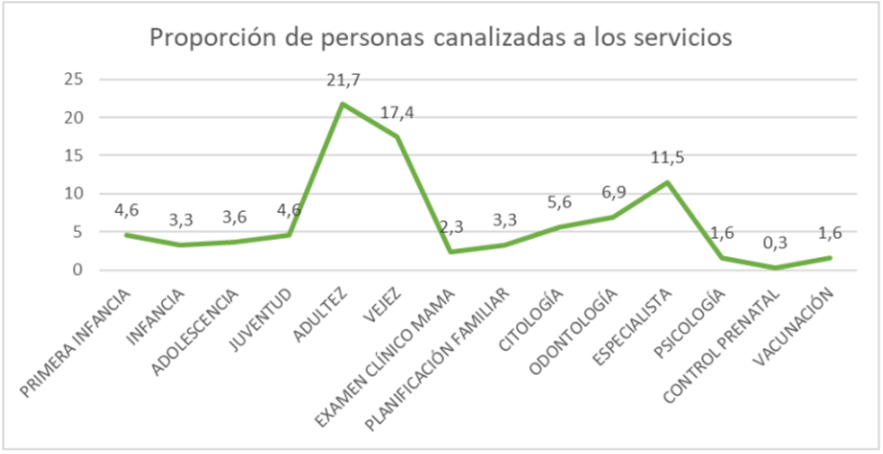 Proporción de personas canalizadas a los servicios
25
20
15
10
5
0
4,6
3,3
3,6
4,6
21,7
17,4
2,3
3,3
5,6
6,9
11,5
1,6
0,3
1,6
PRIMERA INFANCIA
INFANCIA
ADOLESCENCIA
JUVENTUD
ADULTEZ
VEJEZ
EXAMEN CLÍNICO MAMA
PLANIFICACIÓN FAMILIAR
CITOLOGÍA
ODONTOLOGÍA
ESPECIALISTA
PSICOLOGÍA
CONTROL PRENATAL
VACUNACIÓN